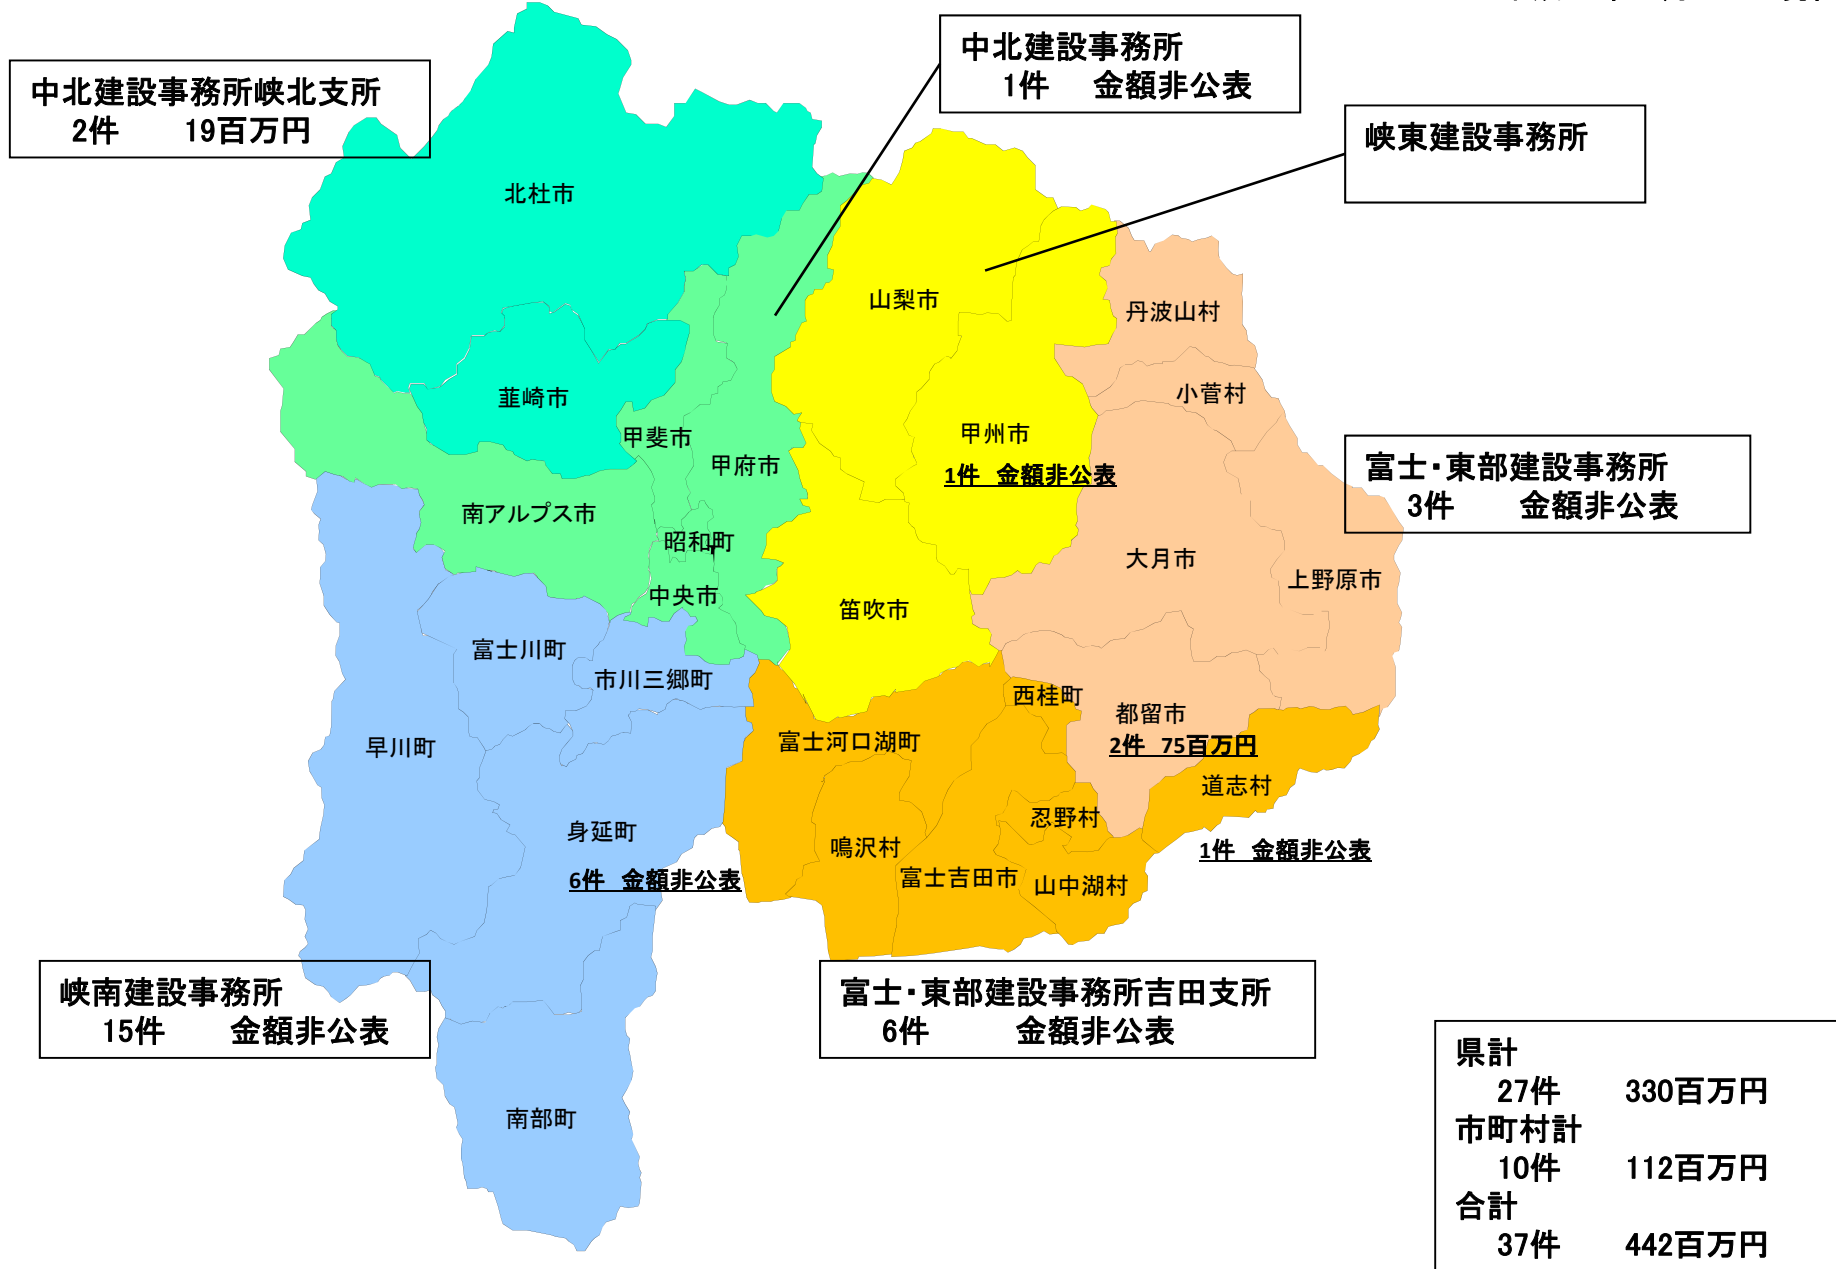 中北建設事務所
1件 金額非公表
中北建設事務所峡北支所
2件 19百万円
峡東建設事務所
北杜市
山梨市
丹波山村
小菅村
韮崎市
甲斐市
甲府市
甲州市
1件 金額非公表
富士・東部建設事務所
3件 金額非公表
南アルプス市
昭和町
大月市
上野原市
中央市
笛吹市
富士川町
市川三郷町
西桂町
都留市
2件 75百万円
早川町
富士河口湖町
道志村
1件 金額非公表
身延町
6件 金額非公表
忍野村
鳴沢村
富士吉田市
山中湖村
峡南建設事務所
15件 金額非公表
富士・東部建設事務所吉田支所
6件 金額非公表
南部町
県計
27件 330百万円
市町村計
10件 112百万円
合計
37件 442百万円